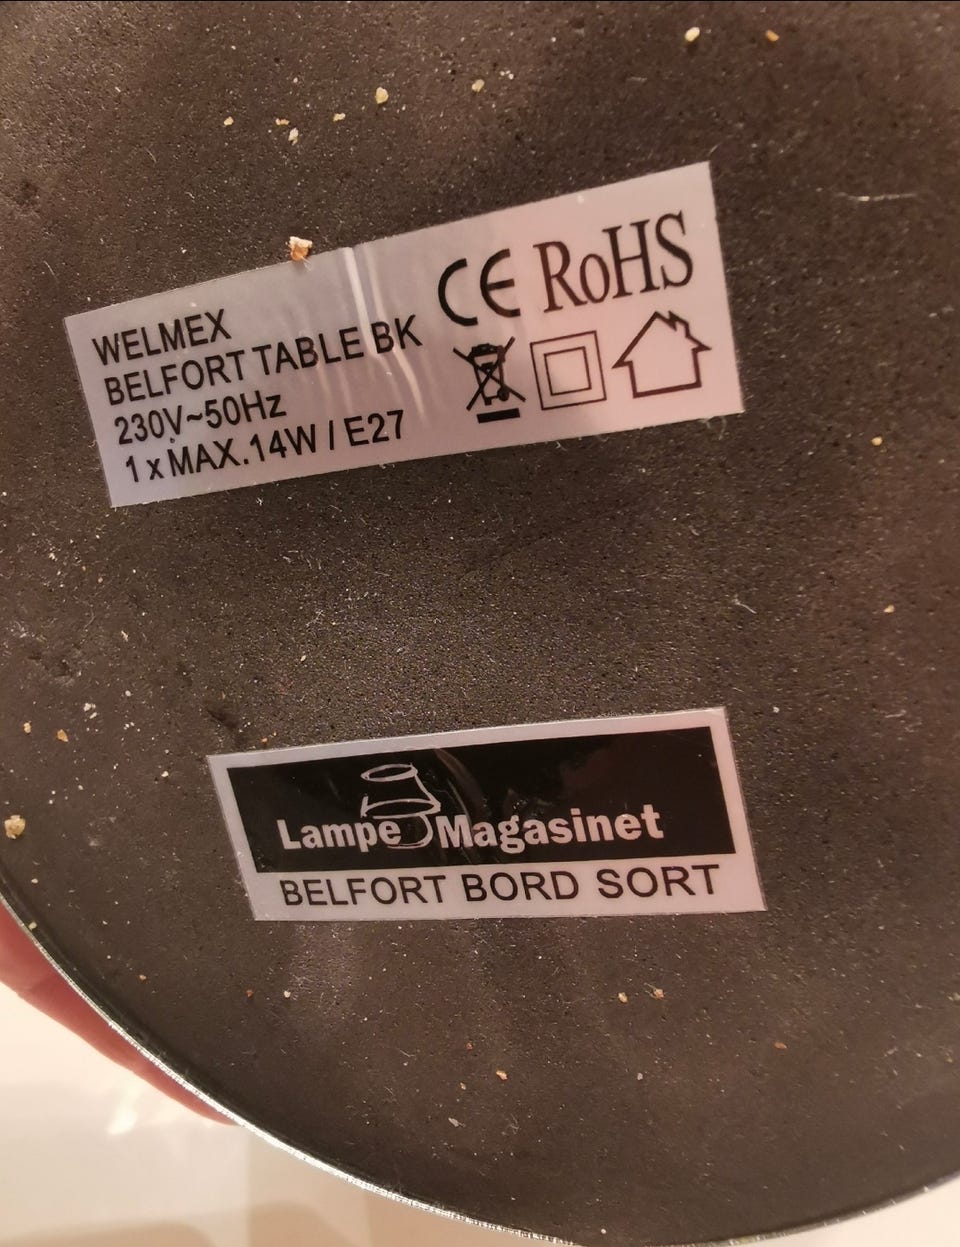 WELMEX
BELFORT TABLE BK
230V~50Hz
1 x MAX.14W / E27
CE RoHS
Lampe Magasinet
BELFORT BORD SORT